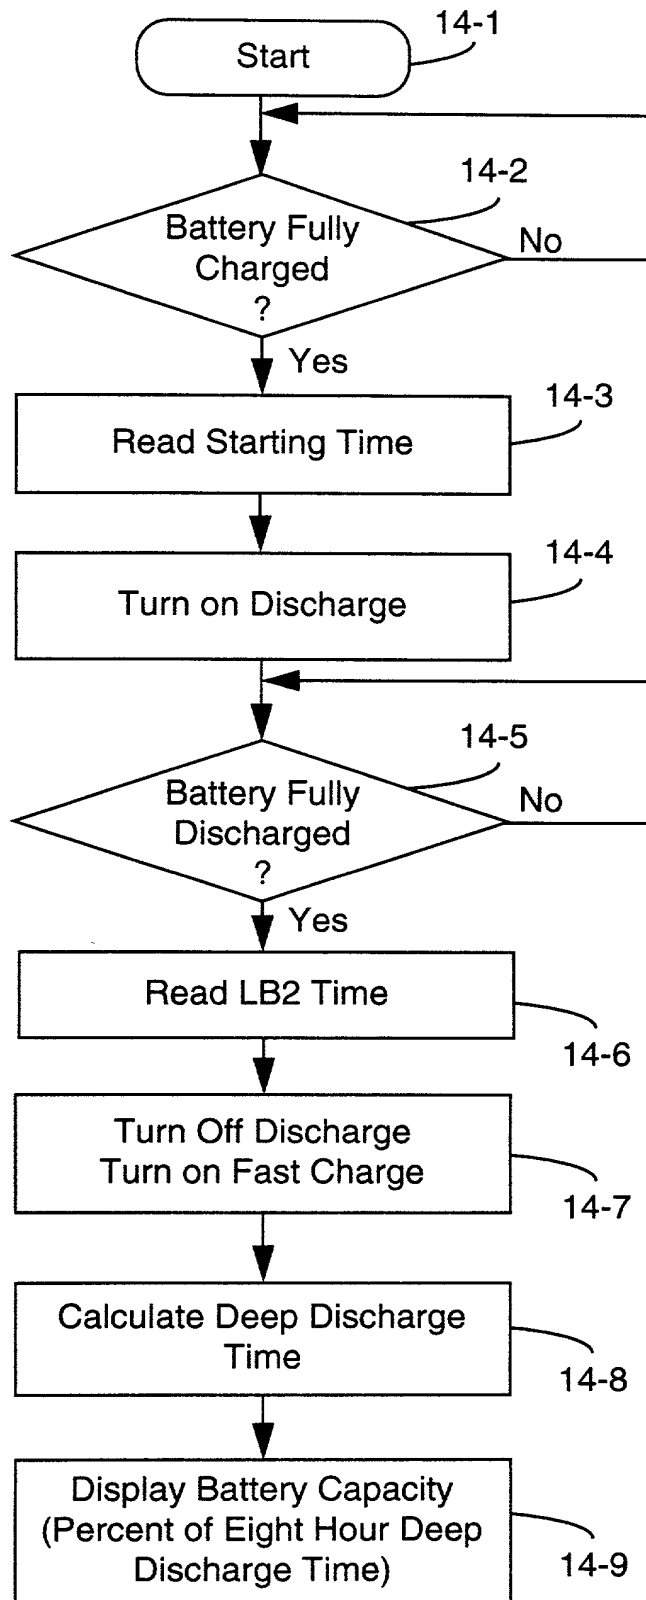 14-1
Start
14-2
Battery Fully
Charged
?
No
Yes
14-3
Read Starting Time
14-4
Turn on Discharge
14-5
Battery Fully
Discharged
?
No
Yes
Read LB2 Time
14-6
Turn Off Discharge
Turn on Fast Charge
14-7
Calculate Deep Discharge
Time
14-8
Display Battery Capacity
(Percent of Eight Hour Deep
Discharge Time)
14-9